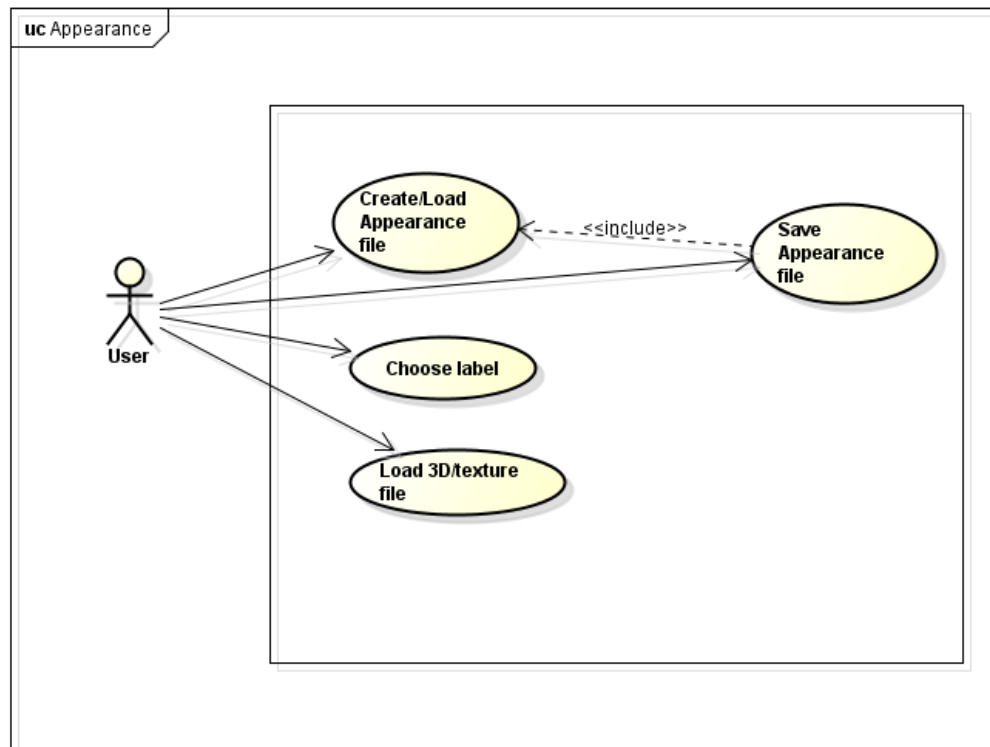 uc Appearance
Create/Load
Appearance
file
<<include>>
Save
Appearance
file
User
Choose label
Load 3D/texture
file